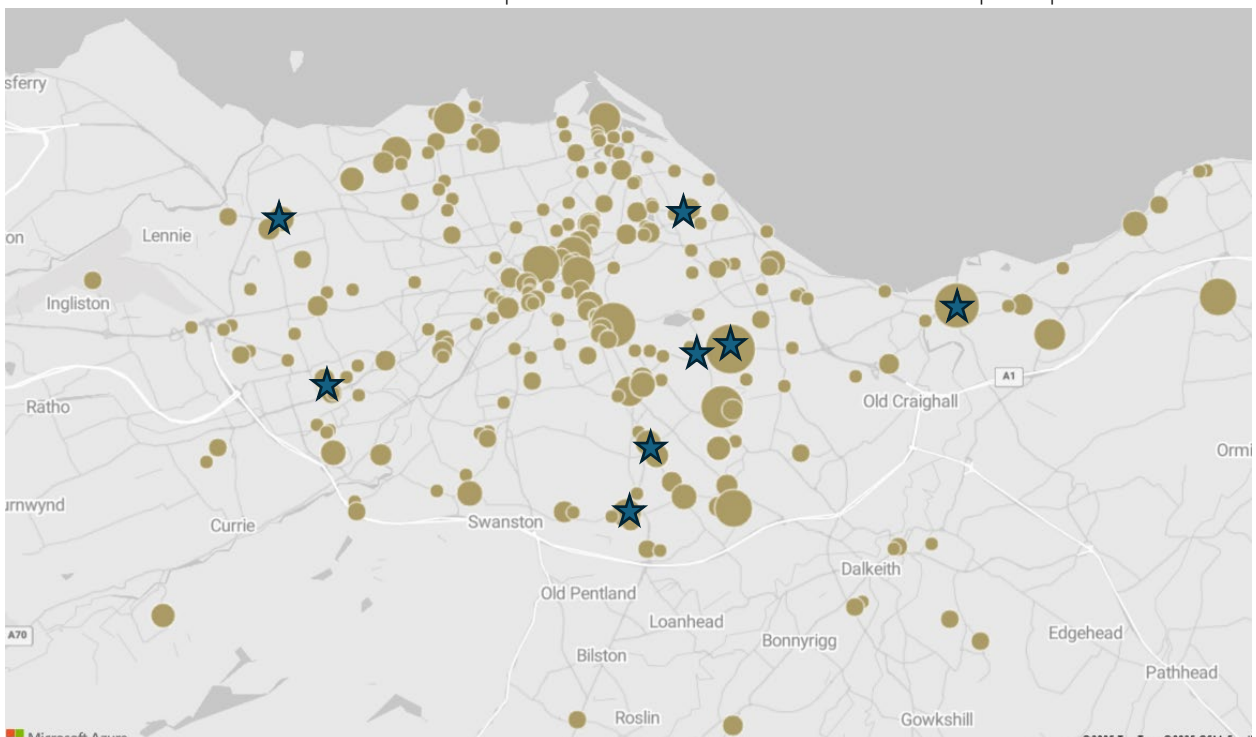 sferry
on
Lennie
Ingliston
Ratho
A1
Old Craighall
Ormi
urnwynd
Currie
Swanston
Dalkeith
Old Pentland
Loanhead
Bonnyrigg
Edgehead
A70
Bilston
Pathhead
Roslin
Gowkshill
Microsoft Azure